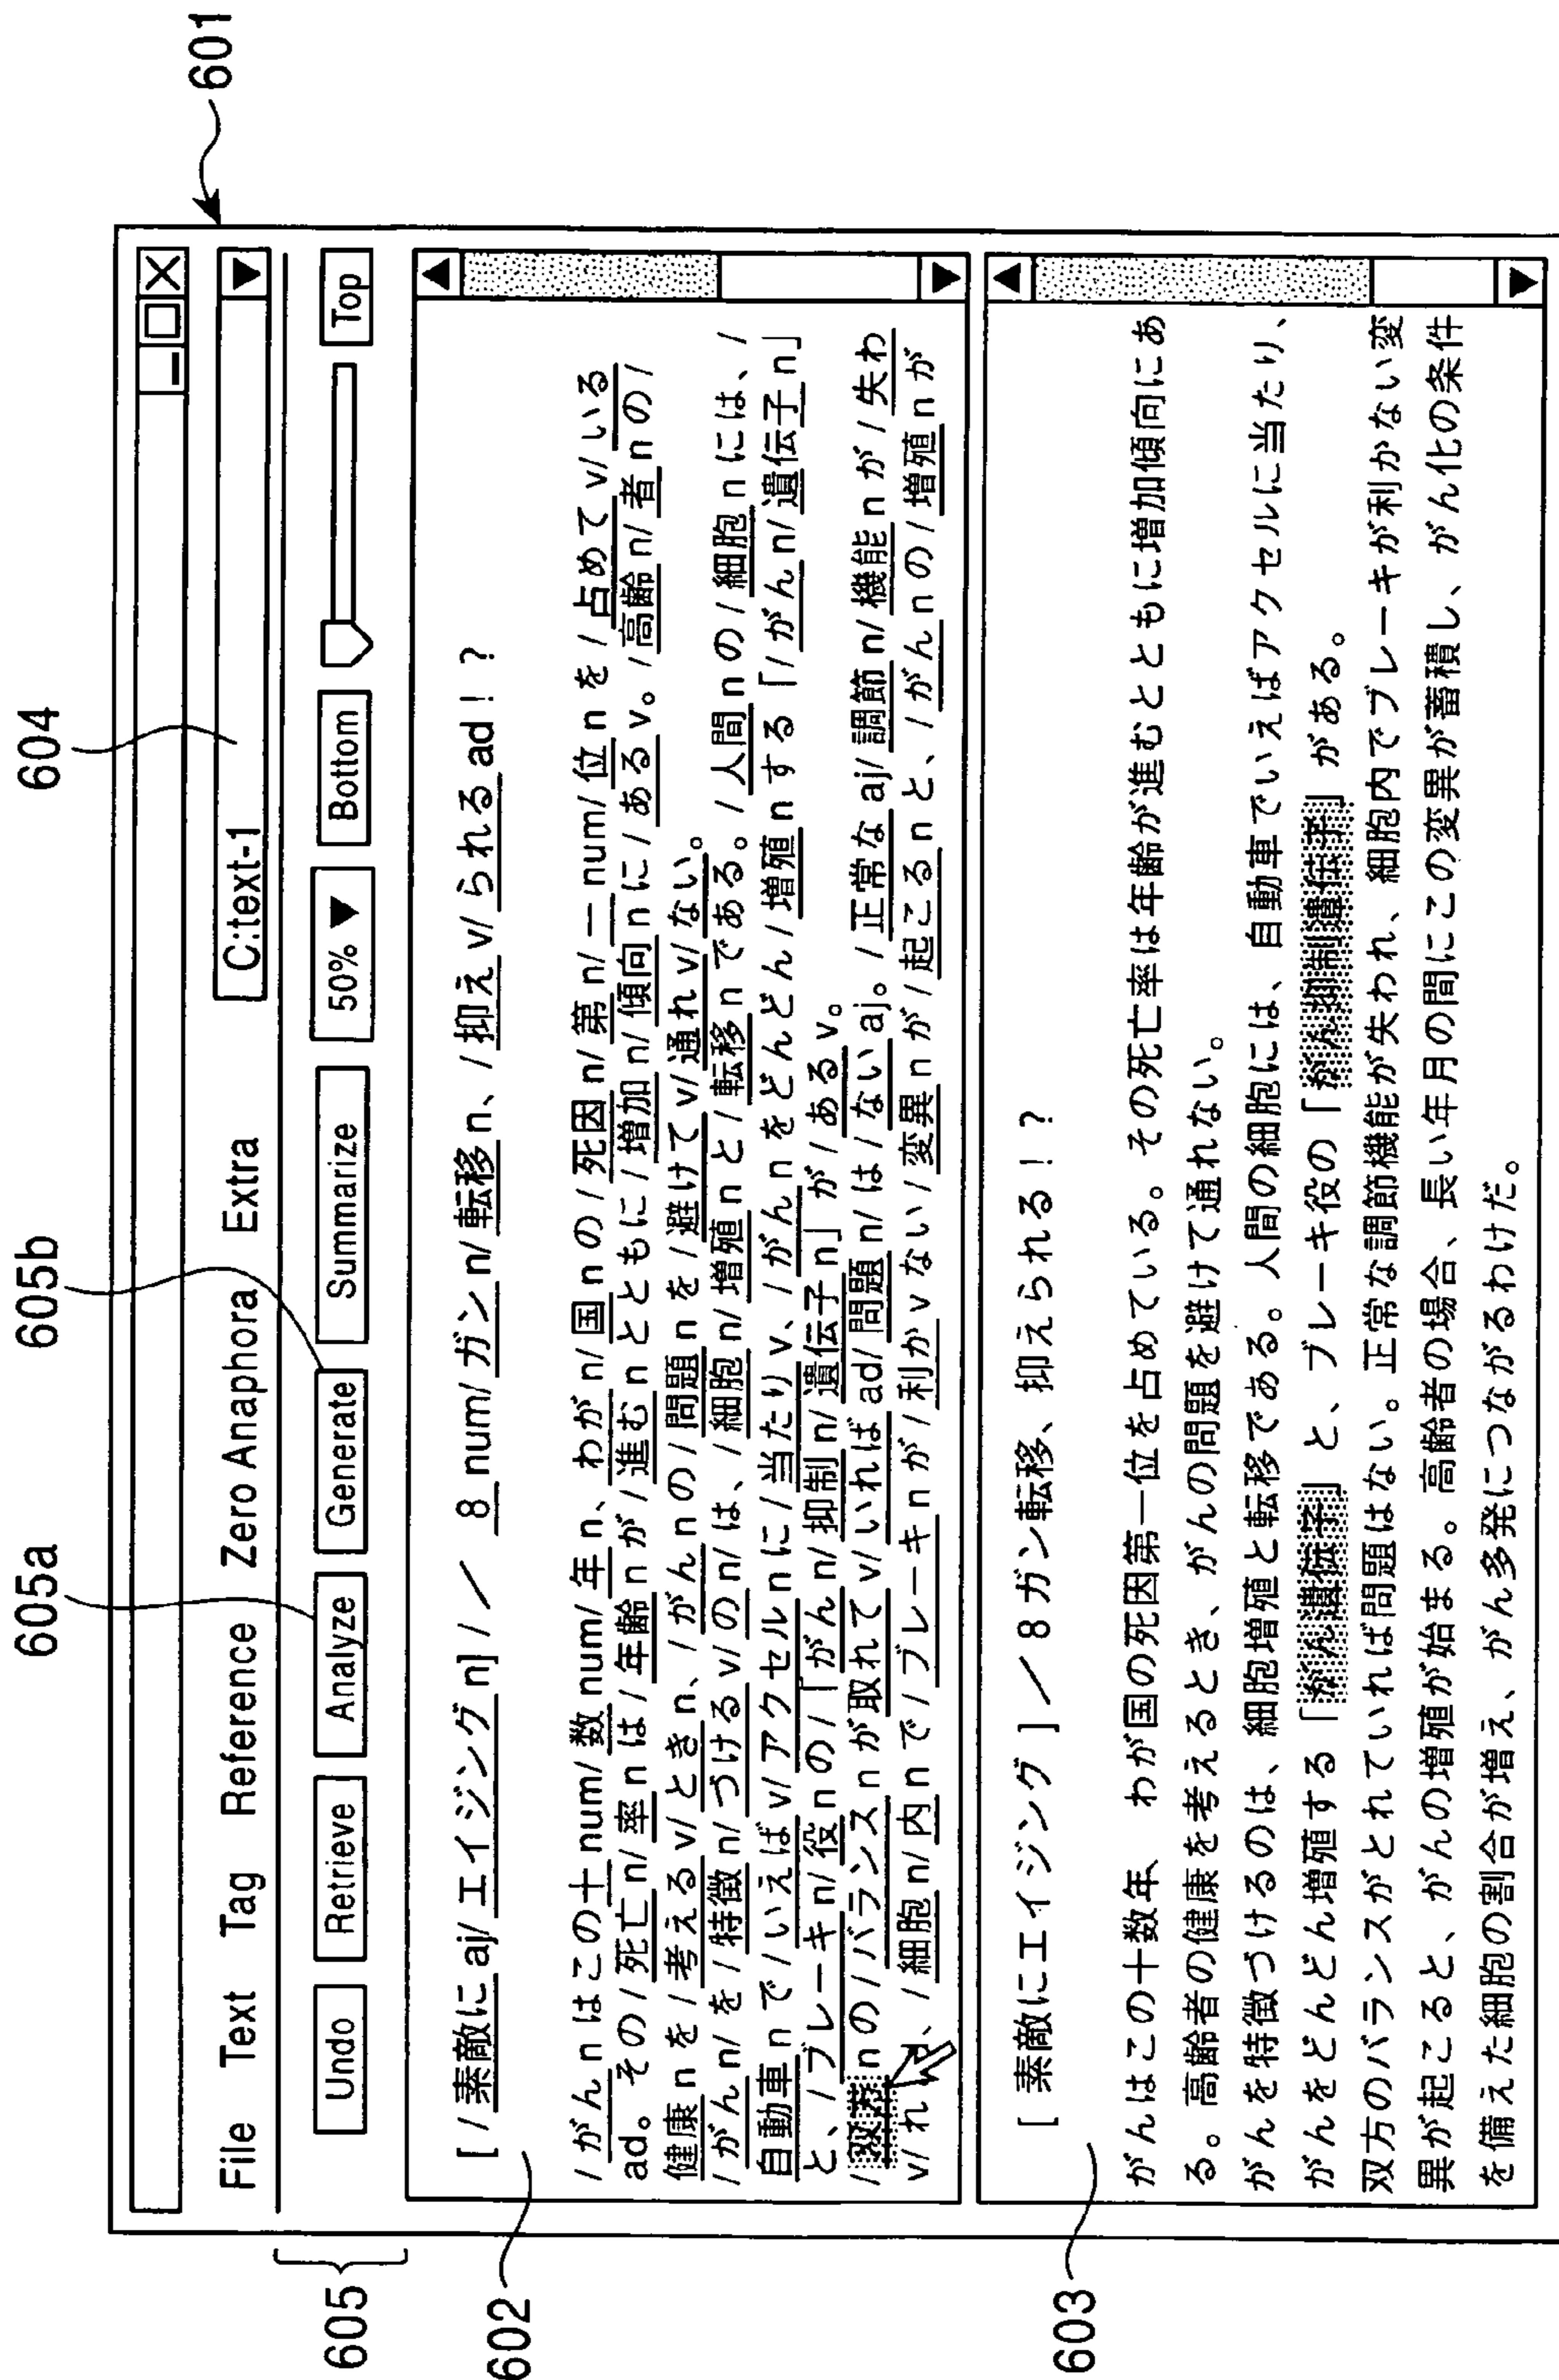 601
604
605a
605b
File Text Tag Reference Zero Anaphora Extra
C:text-1
605
Undo Retrieve Analyze Generate Summarize 50% ▼ Bottom Top
602
[ /素敵に aj/エイジング n] / ／ 8 num/ガン n/転移 n、/抑え v/られる ad！？
/がん n はこの十 num/数 num/年 n、わが n/国 n の /死因 n/第 n/一 num/位 n を /占めて v/いる
ad。その /死亡 n/率 n は /年齢 n が /進む n とともに /増加 n/傾向 n に /ある v。/高齢 n/者 n の /
健康 n を /考える v/とき n、/がん n の /問題 n を /避けて v/通れ v/ない。
/がん n/ を /特徴 n/づける v/の n/ は、/細胞 n/増殖 n と /転移 n である。/人間 n の /細胞 n には、/
自動車 n で /いえば v/アクセル n に /当たり v、/がん n をどんどん /増殖 n する「/がん n/遺伝子 n」
と、/ブレーキ n/役 n の /「がん n/抑制 n/遺伝子 n」が /ある v。
/双方 n の /バランス n が取れて v/いれば ad/問題 n/は /ない aj。/正常な aj/調節 n/機能 n が /失わ
v/れ 、/細胞 n/内 n で /ブレーキ n が /利か v ない /変異 n が /起こる n と、/がん n の /増殖 n が
603
[ 素敵にエイジング ] ／ 8ガン転移、抑えられる！？
がんはこの十数年、わが国の死因第一位を占めている。その死亡率は年齢が進むとともに増加傾向にあ
る。高齢者の健康を考えるとき、がんの問題を避けて通れない。
がんを特徴づけるのは、細胞増殖と転移である。人間の細胞には、自動車でいえばアクセルに当たり、
がんをどんどん増殖する「がん遺伝子」と、ブレーキ役の「がん抑制遺伝子」がある。
双方のバランスがとれていれば問題はない。正常な調節機能が失われ、細胞内でブレーキが利かない変
異が起こると、がんの増殖が始まる。高齢者の場合、長い年月の間にこの変異が蓄積し、がん化の条件
を備えた細胞の割合が増え、がん多発につながるわけだ。